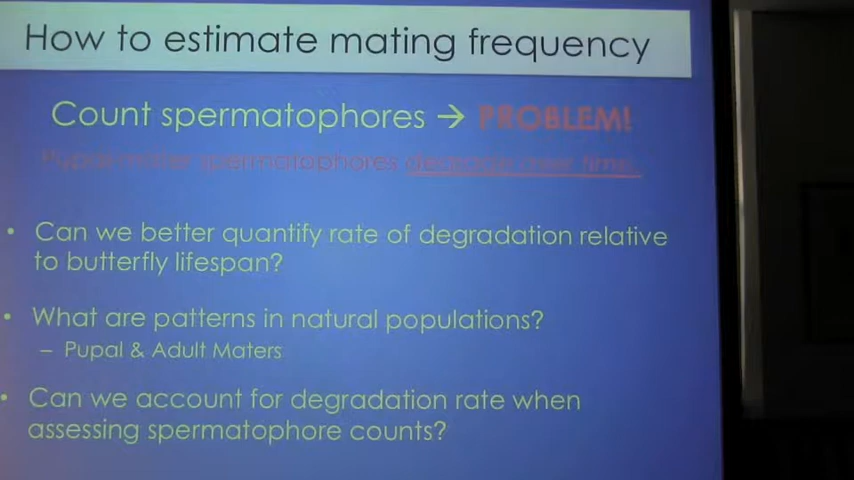 How to estimate mating frequency
Count spermatophores → PROBLEM!
Pupal-mater spermatophores degrade over time.
• Can we better quantify rate of degradation relative
to butterfly lifespan?
• What are patterns in natural populations?
– Pupal & Adult Maters
• Can we account for degradation rate when
assessing spermatophore counts?